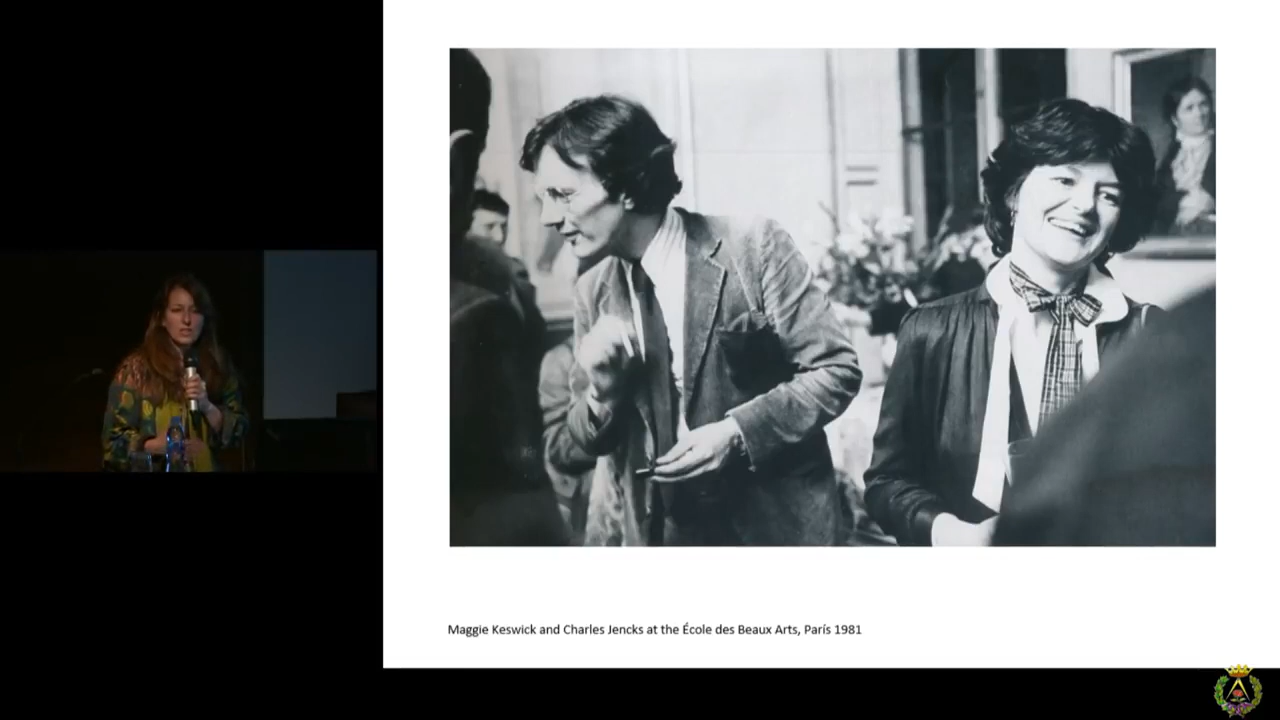 Maggie Keswick and Charles Jencks at the École des Beaux Arts, París 1981